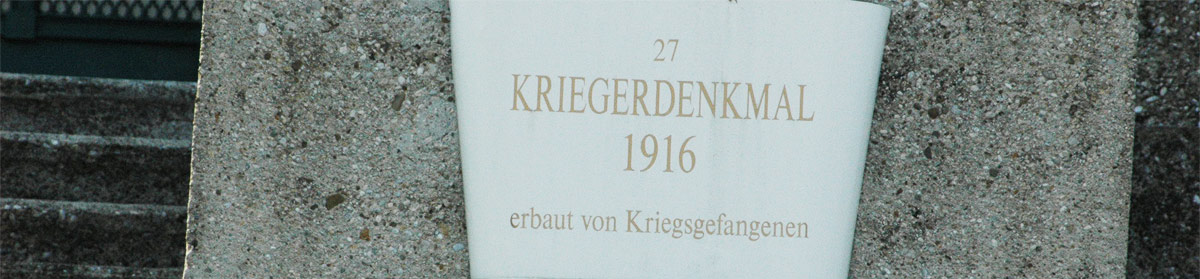 27
KRIEGERDENKMAL
1916
erbaut von Kriegsgefangenen